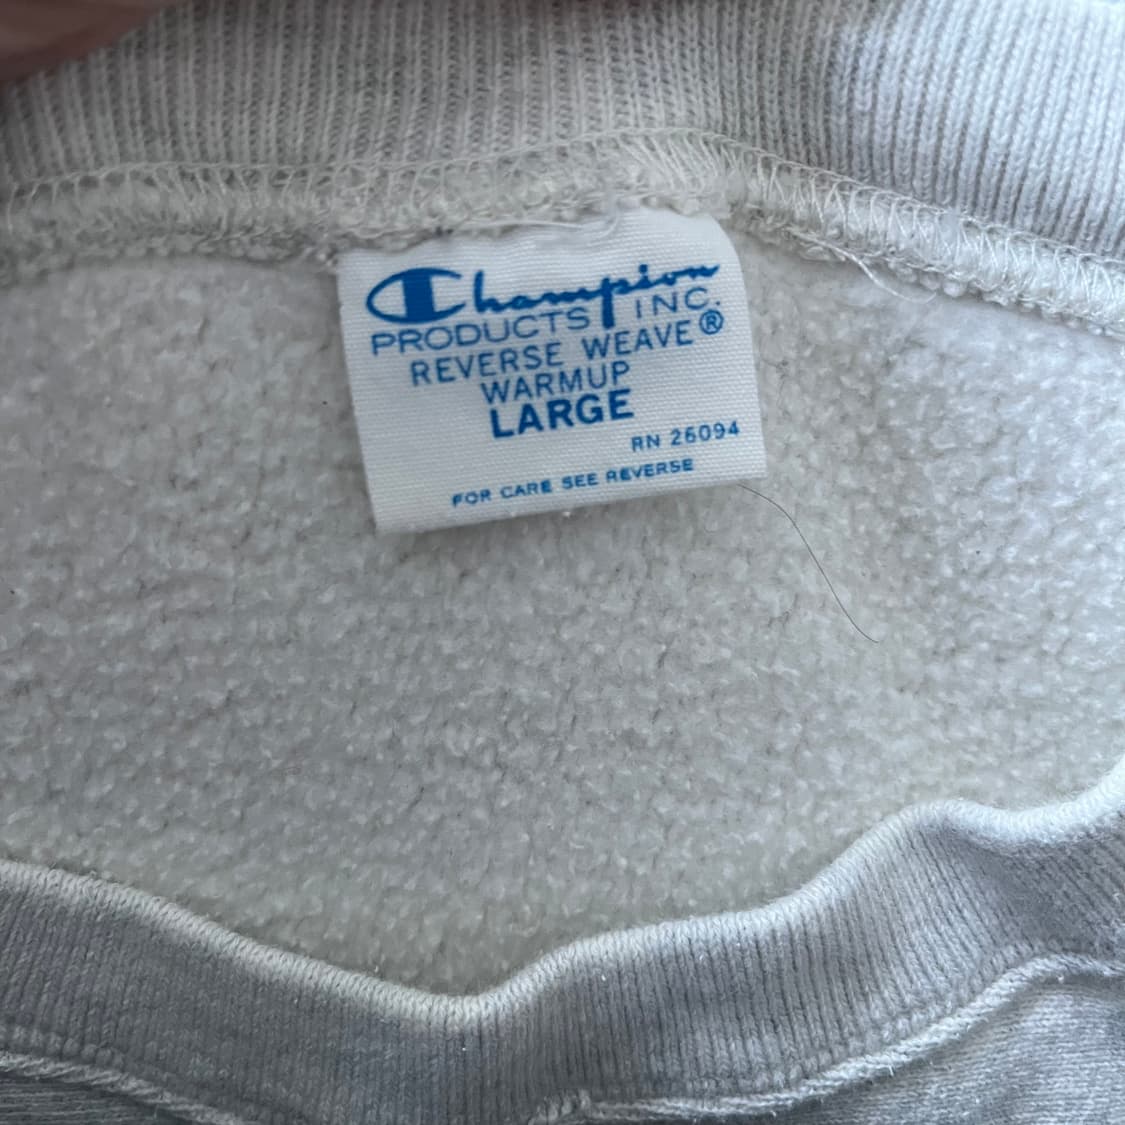 Champion
PRODUCTS INC.
REVERSE WEAVE®
WARMUP
LARGE
RN 26094
FOR CARE SEE REVERSE